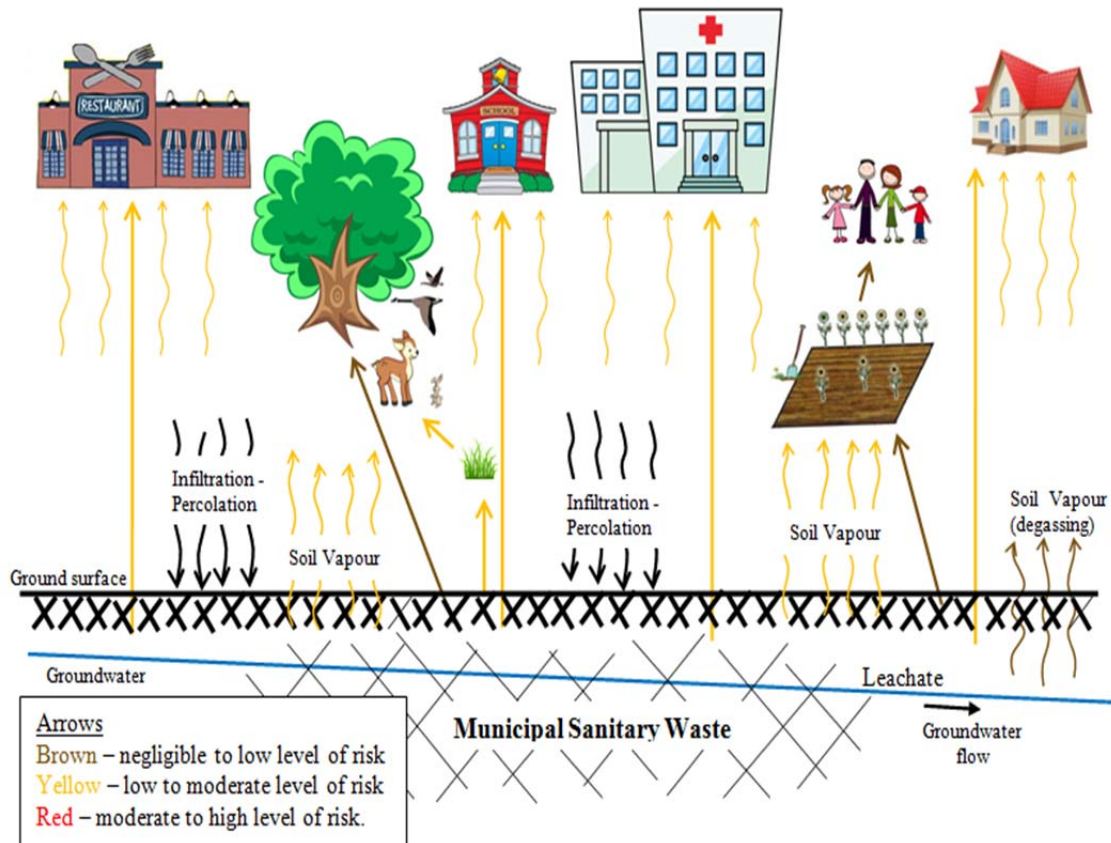 RESTAURANT
SCHOOL
Infiltration -
Percolation
Infiltration -
Percolation
Soil Vapour
Soil Vapour
Soil Vapour
(degassing)
Ground surface
Groundwater
Leachate
Municipal Sanitary Waste
Groundwater
flow
Arrows
Brown – negligible to low level of risk
Yellow – low to moderate level of risk
Red – moderate to high level of risk.